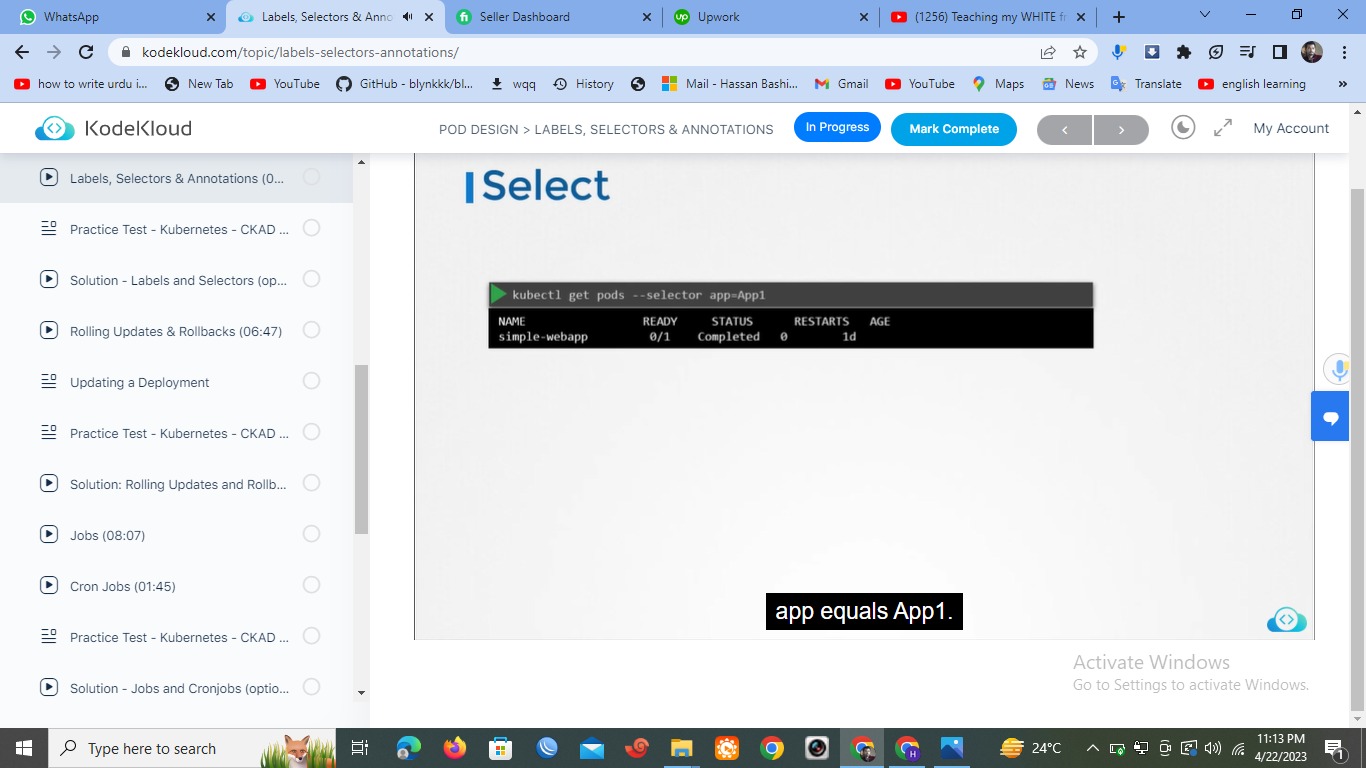 WhatsApp
Labels, Selectors & Anno
Seller Dashboard
Upwork
(1256) Teaching my WHITE fr
kodekloud.com/topic/labels-selectors-annotations/
how to write urdu i...
New Tab
YouTube
GitHub - blynkkk/bl...
wqq
History
Mail - Hassan Bashi...
Gmail
YouTube
Maps
News
Translate
english learning
»
KodeKloud
POD DESIGN > LABELS, SELECTORS & ANNOTATIONS
In Progress
Mark Complete
My Account
Labels, Selectors & Annotations (0...
Practice Test - Kubernetes - CKAD ...
Solution - Labels and Selectors (op...
Rolling Updates & Rollbacks (06:47)
Updating a Deployment
Practice Test - Kubernetes - CKAD ...
Solution: Rolling Updates and Rollb...
Jobs (08:07)
Cron Jobs (01:45)
Practice Test - Kubernetes - CKAD ...
Solution - Jobs and Cronjobs (optio...
Select
kubectl get pods --selector app=App1
NAME READY STATUS RESTARTS AGE
simple-webapp 0/1 Completed 0 1d
app equals App1.
Activate Windows
Go to Settings to activate Windows.
Type here to search
24°C
11:13 PM
4/22/2023
1